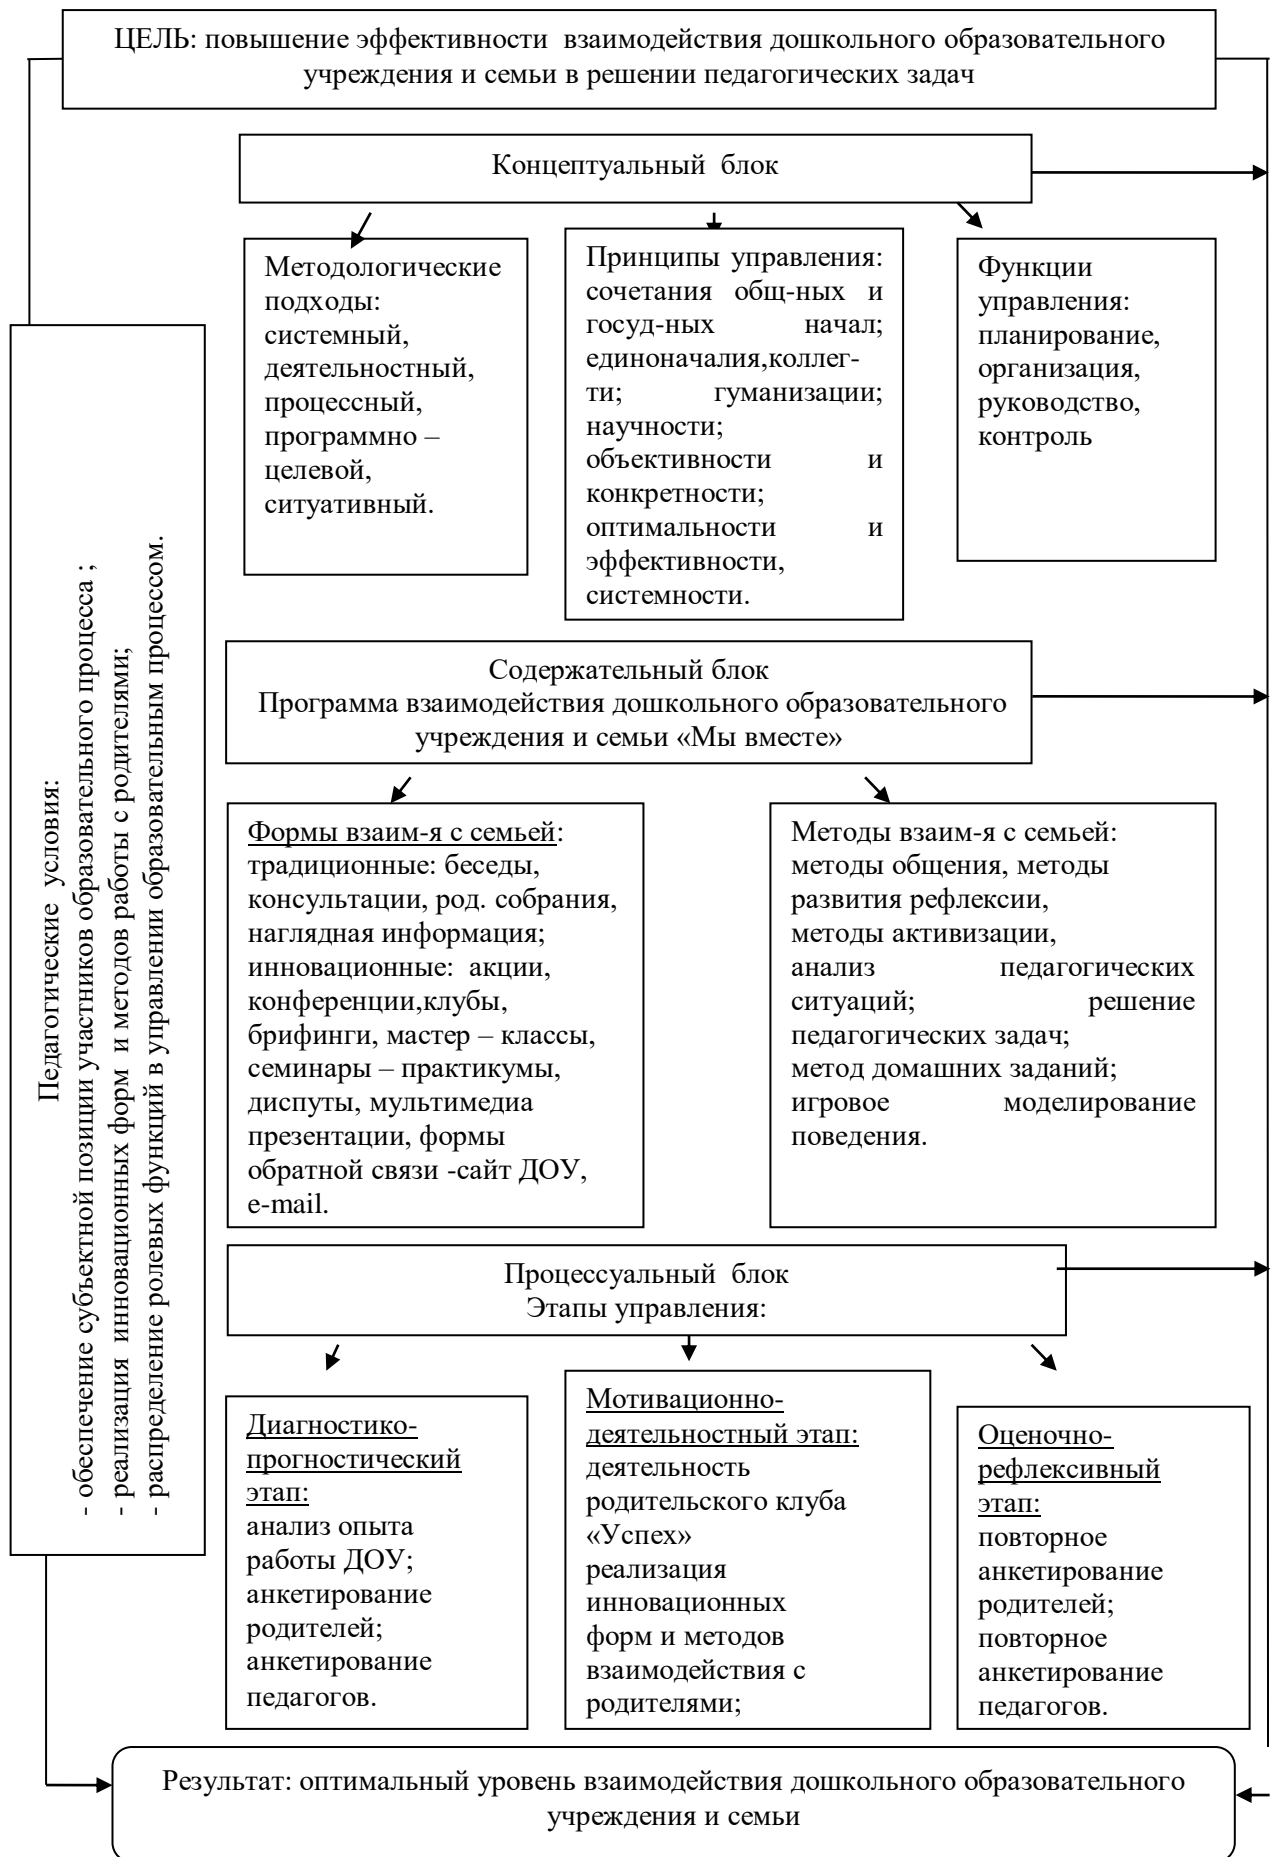 ЦЕЛЬ: повышение эффективности взаимодействия дошкольного образовательного
учреждения и семьи в решении педагогических задач
Концептуальный блок
Методологические
подходы:
системный,
деятельностный,
процессный,
программно –
целевой,
ситуативный.
Принципы управления:
сочетания общ-ных и
госуд-ных начал;
единоначалия,коллег-
ти; гуманизации;
научности;
объективности и
конкретности;
оптимальности и
эффективности,
системности.
Функции
управления:
планирование,
организация,
руководство,
контроль
Педагогические условия:
- обеспечение субъектной позиции участников образовательного процесса ;
- реализация инновационных форм и методов работы с родителями;
- распределение ролевых функций в управлении образовательным процессом.
Содержательный блок
Программа взаимодействия дошкольного образовательного
учреждения и семьи «Мы вместе»
Формы взаим-я с семьей:
традиционные: беседы,
консультации, род. собрания,
наглядная информация;
инновационные: акции,
конференции,клубы,
брифинги, мастер – классы,
семинары – практикумы,
диспуты, мультимедиа
презентации, формы
обратной связи -сайт ДОУ,
e-mail.
Методы взаим-я с семьей:
методы общения, методы
развития рефлексии,
методы активизации,
анализ педагогических
ситуаций; решение
педагогических задач;
метод домашних заданий;
игровое моделирование
поведения.
Процессуальный блок
Этапы управления:
Диагностико-
прогностический
этап:
анализ опыта
работы ДОУ;
анкетирование
родителей;
анкетирование
педагогов.
Мотивационно-
деятельностный этап:
деятельность
родительского клуба
«Успех»
реализация
инновационных
форм и методов
взаимодействия с
родителями;
Оценочно-
рефлексивный
этап:
повторное
анкетирование
родителей;
повторное
анкетирование
педагогов.
Результат: оптимальный уровень взаимодействия дошкольного образовательного
учреждения и семьи